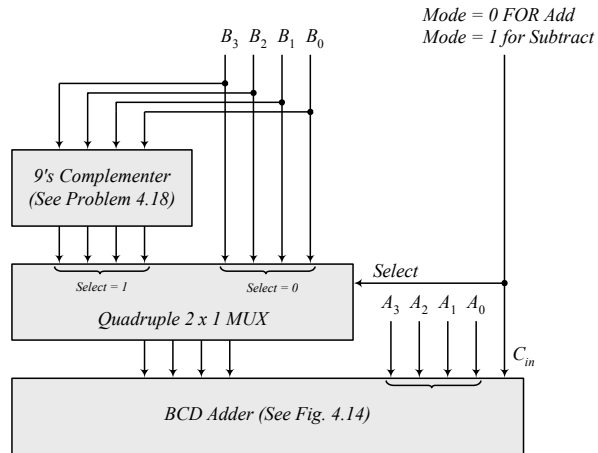 Mode = 0 FOR Add
Mode = 1 for Subtract
B3 B2 B1 B0
9's Complementer
(See Problem 4.18)
Select = 1
Select = 0
Select
Quadruple 2 x 1 MUX
A3 A2 A1 A0
Cin
BCD Adder (See Fig. 4.14)